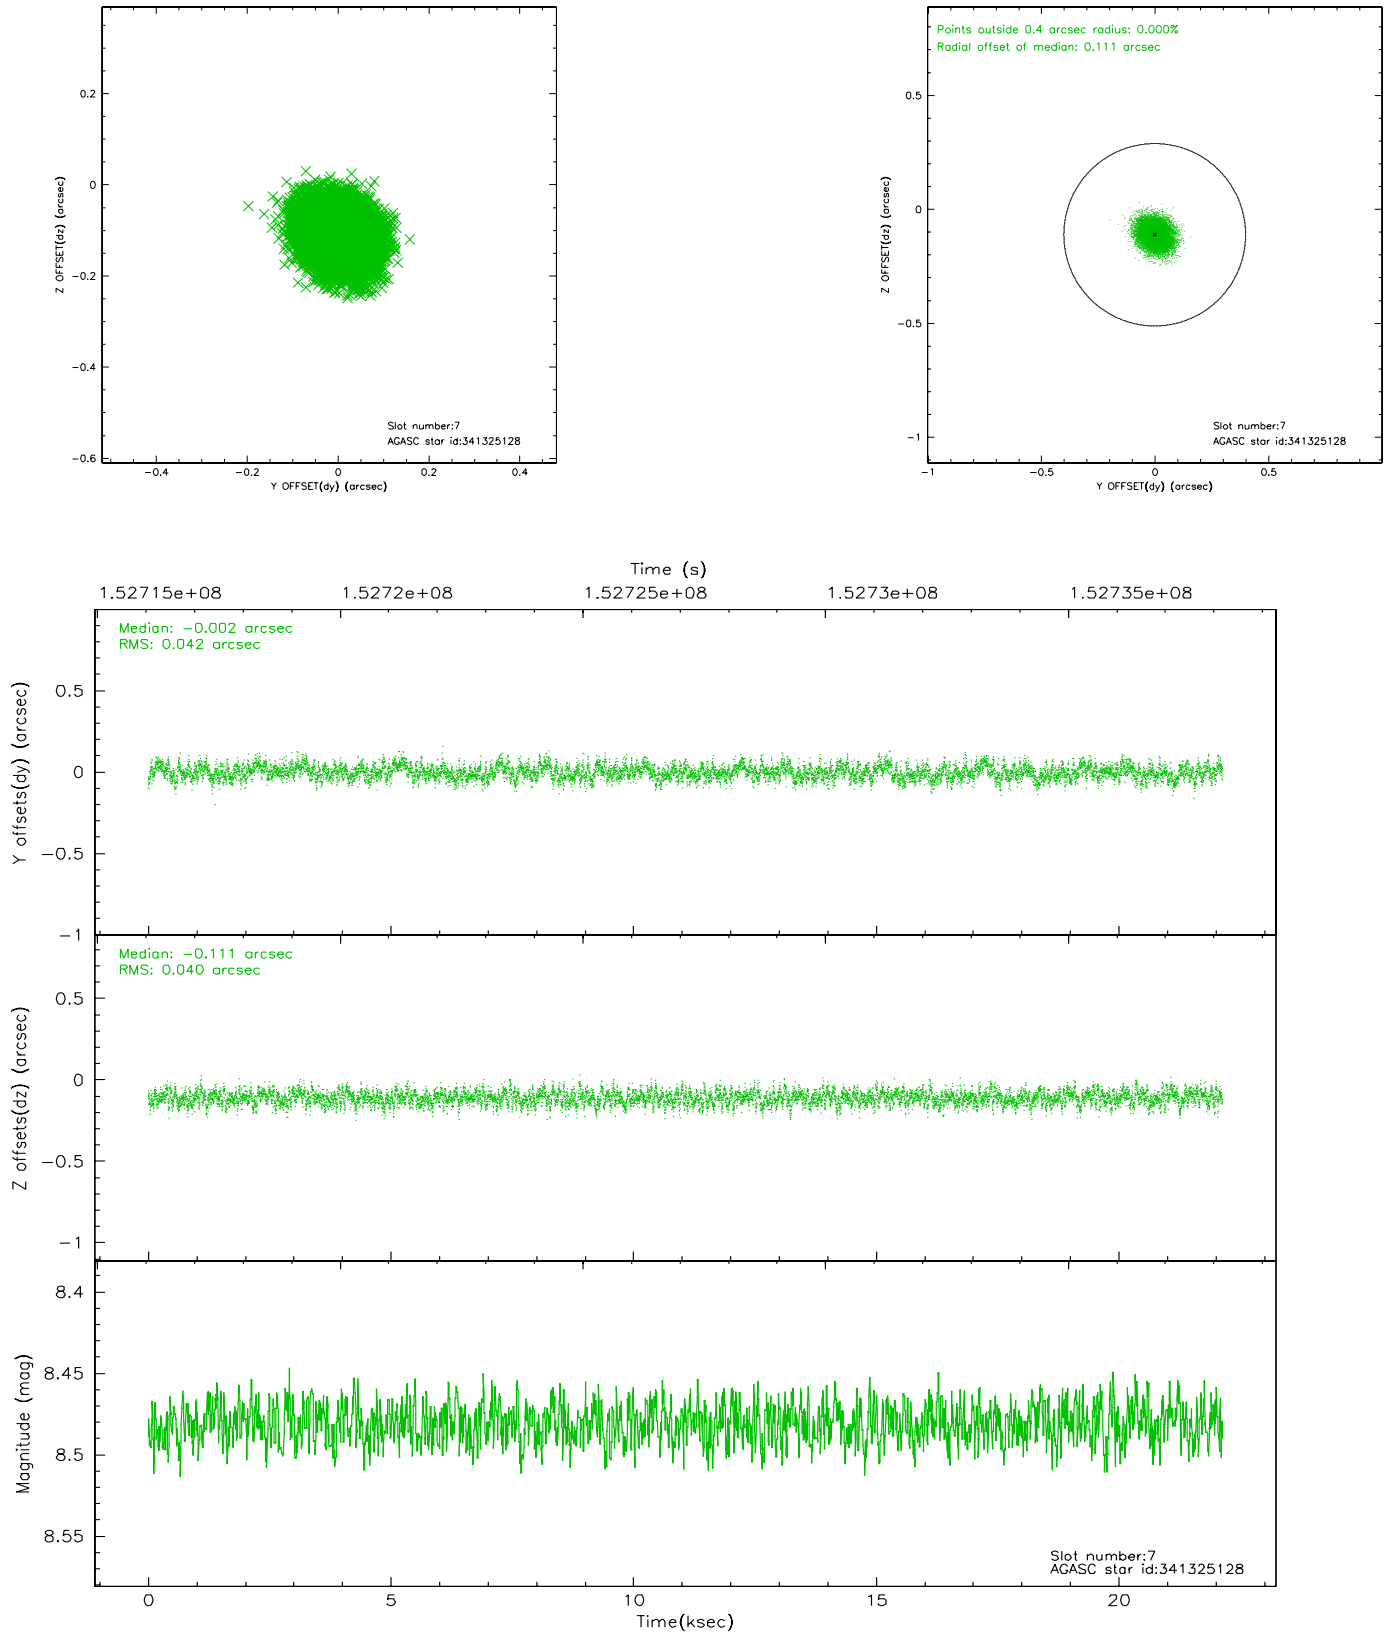 0.2
0
−0.2
−0.4
−0.6
Z OFFSET(dz) (arcsec)
Slot number:7
AGASC star id:341325128
−0.4 −0.2 0 0.2 0.4
Y OFFSET(dy) (arcsec)
Points outside 0.4 arcsec radius: 0.000%
Radial offset of median: 0.111 arcsec
0.5
0
−0.5
−1
Z OFFSET(dz) (arcsec)
Slot number:7
AGASC star id:341325128
−1 −0.5 0 0.5
Y OFFSET(dy) (arcsec)
Time (s)
1.52715e+08 1.5272e+08 1.52725e+08 1.5273e+08 1.52735e+08
Median: −0.002 arcsec
RMS: 0.042 arcsec
0.5
0
−0.5
−1
Y offsets(dy) (arcsec)
Median: −0.111 arcsec
RMS: 0.040 arcsec
0.5
0
−0.5
−1
Z offsets(dz) (arcsec)
8.4
8.45
8.5
8.55
Magnitude (mag)
Slot number:7
AGASC star id:341325128
0 5 10 15 20
Time(ksec)